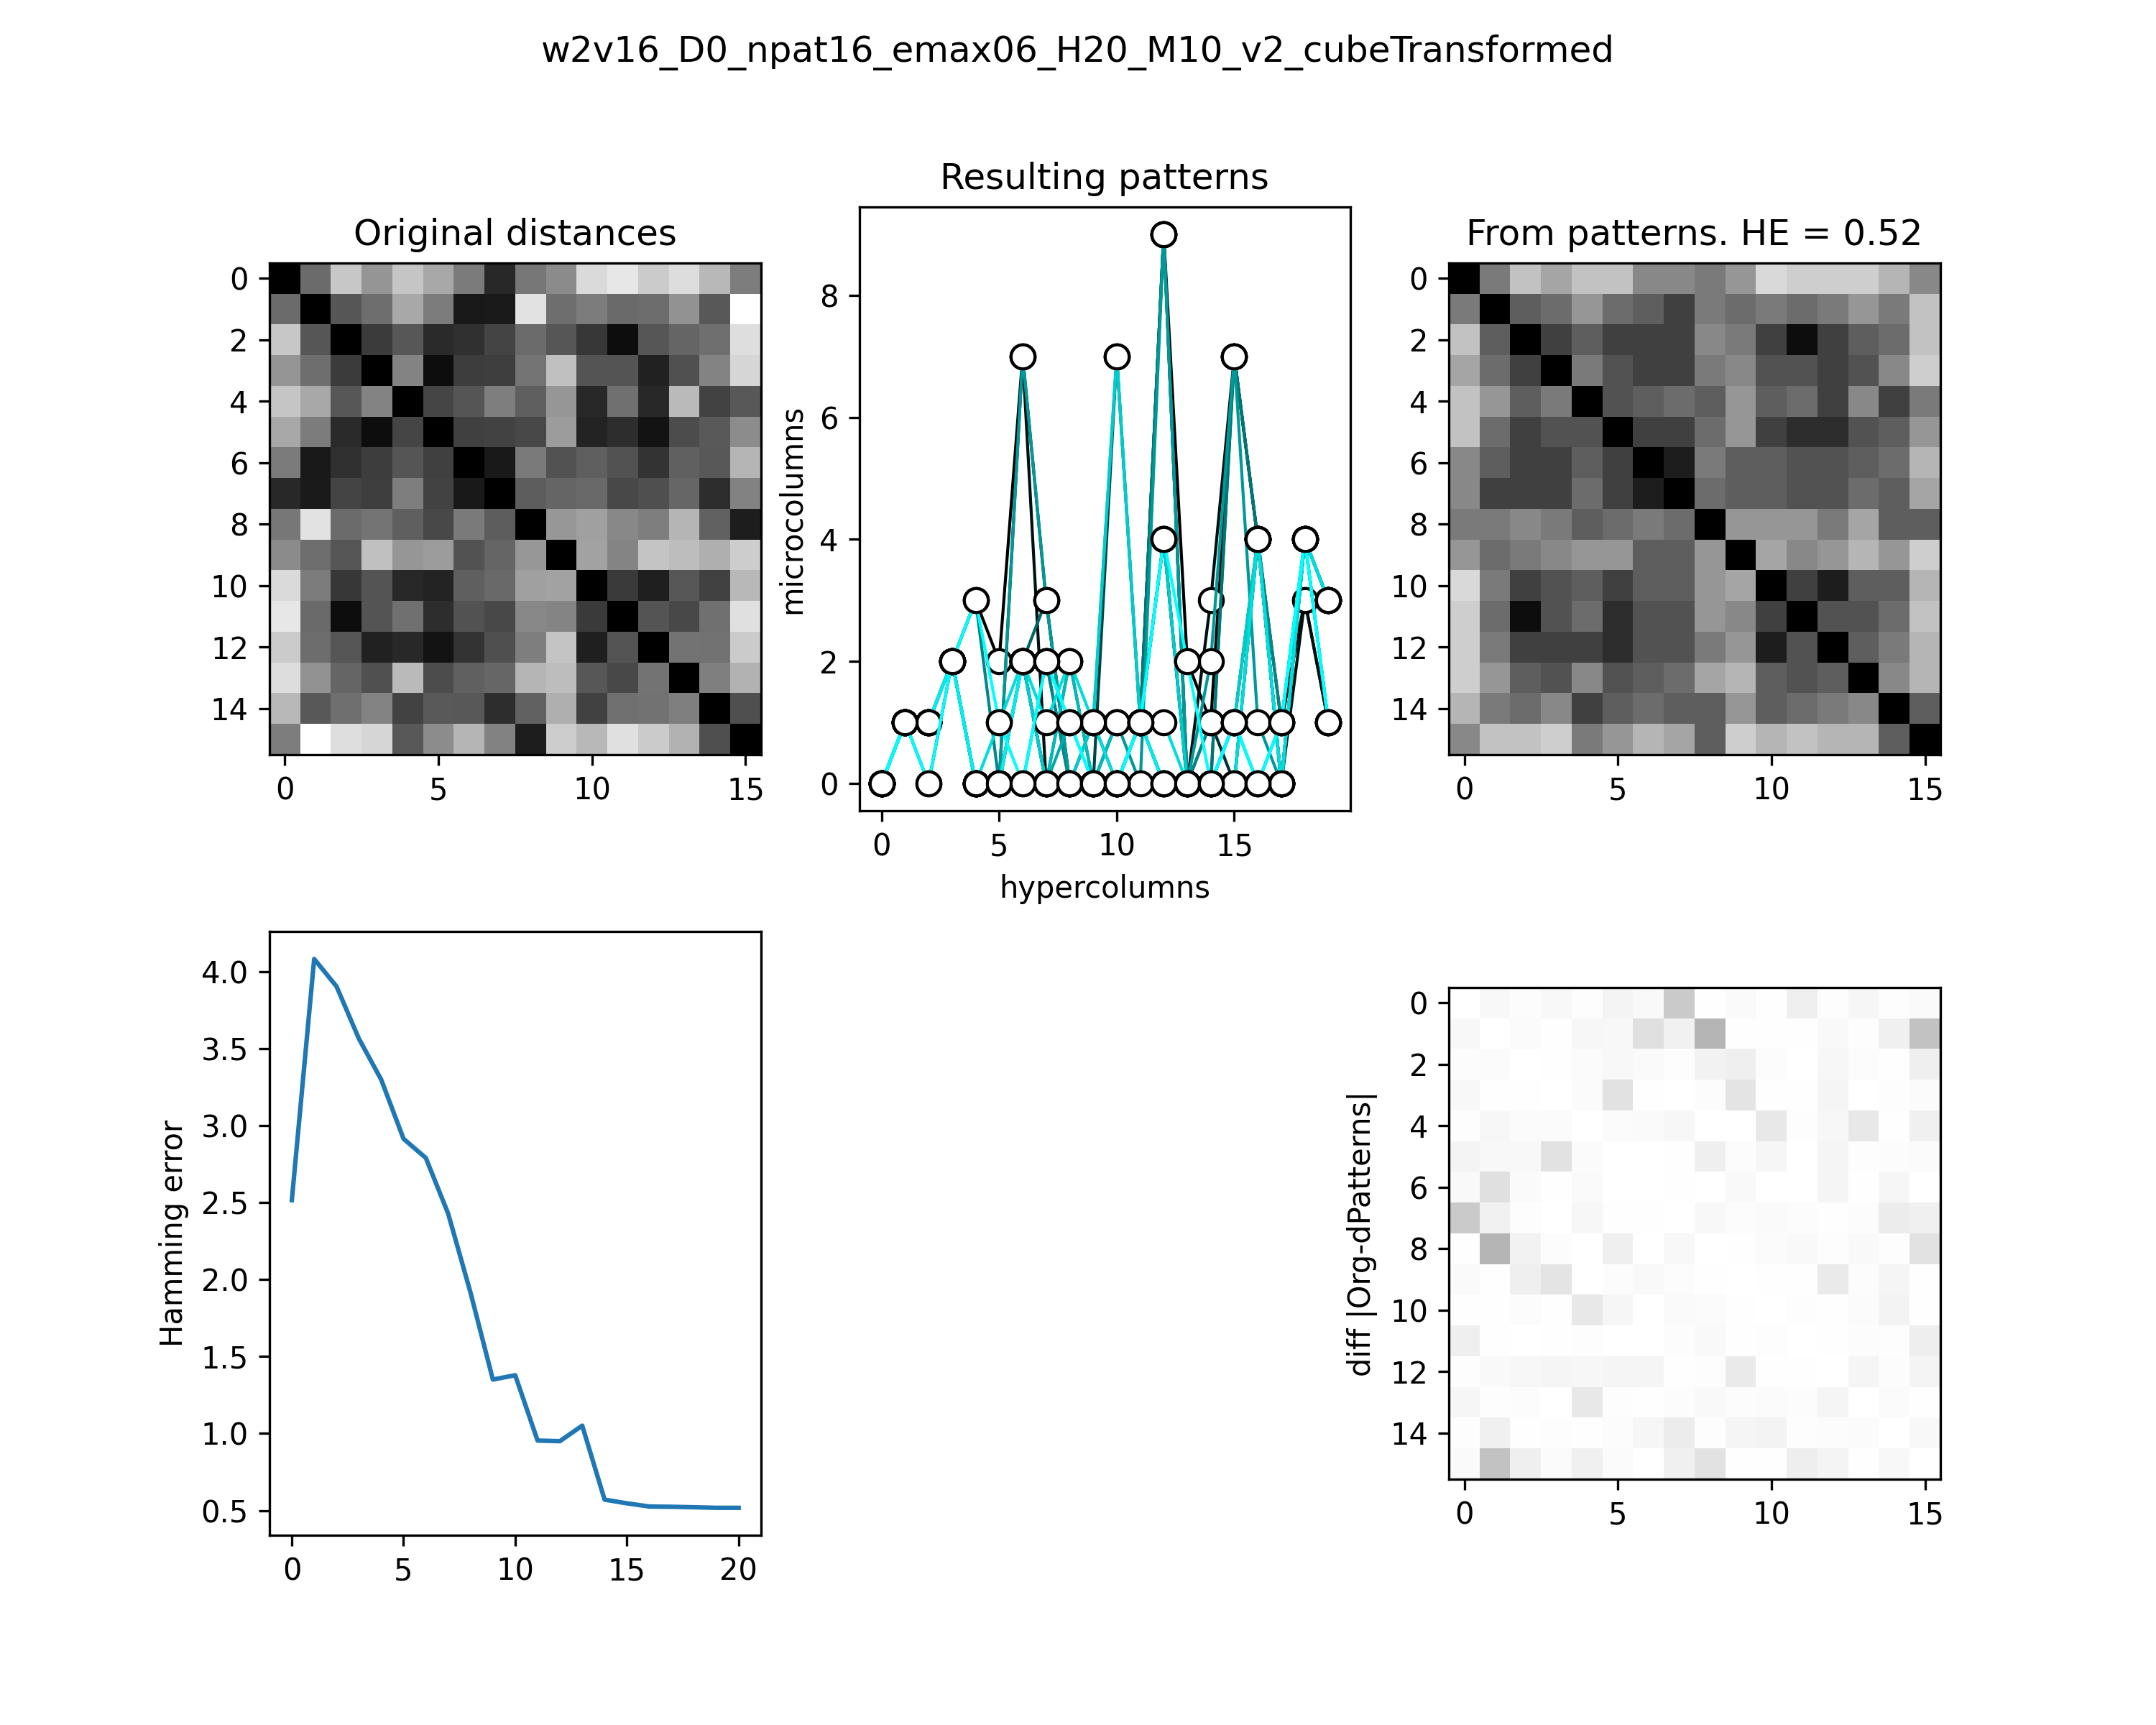 w2v16_D0_npat16_emax06_H20_M10_v2_cubeTransformed
Original distances
0
2
4
6
8
10
12
14
0 5 10 15
Resulting patterns
microcolumns
8
6
4
2
0
0 5 10 15
hypercolumns
From patterns. HE = 0.52
0
2
4
6
8
10
12
14
0 5 10 15
Hamming error
4.0
3.5
3.0
2.5
2.0
1.5
1.0
0.5
0 5 10 15 20
diff |Org-dPatterns|
0
2
4
6
8
10
12
14
0 5 10 15